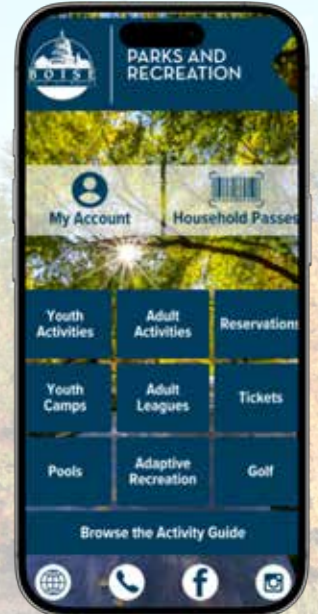 BOISE
PARKS AND
RECREATION
My Account
Household Passes
Youth
Activities
Adult
Activities
Reservations
Youth
Camps
Adult
Leagues
Tickets
Pools
Adaptive
Recreation
Golf
Browse the Activity Guide